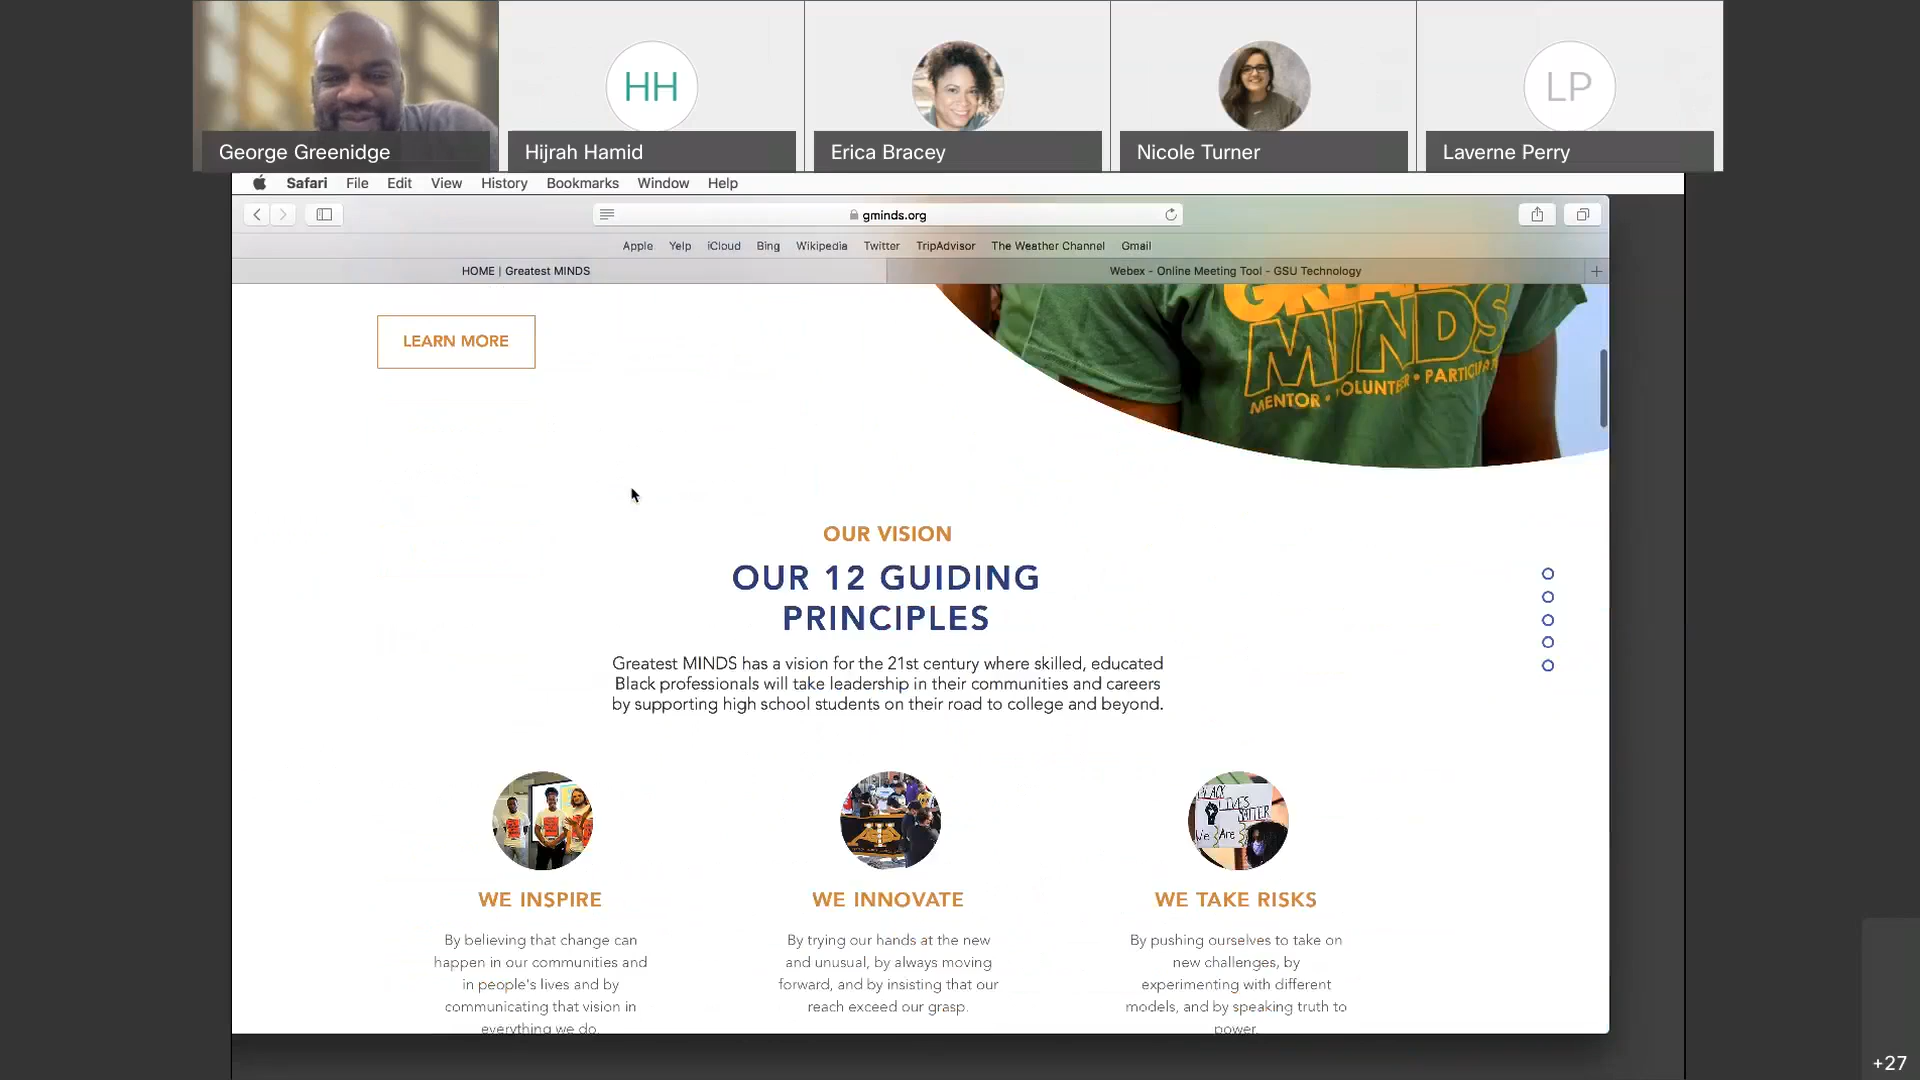 George Greenidge
HH
Hijrah Hamid
Erica Bracey
Nicole Turner
LP
Laverne Perry
Safari File Edit View History Bookmarks Window Help
gminds.org
Apple Yelp iCloud Bing Wikipedia Twitter TripAdvisor The Weather Channel Gmail
HOME | Greatest MINDS
Webex - Online Meeting Tool - GSU Technology
LEARN MORE
MINDS
MENTOR • VOLUNTEER •
OUR VISION
OUR 12 GUIDING
PRINCIPLES
Greatest MINDS has a vision for the 21st century where skilled, educated
Black professionals will take leadership in their communities and careers
by supporting high school students on their road to college and beyond.
BLACK
LIVES
MATTER
We Are
WE INSPIRE
By believing that change can
happen in our communities and
in people's lives and by
communicating that vision in
everything we do.
WE INNOVATE
By trying our hands at the new
and unusual, by always moving
forward, and by insisting that our
reach exceed our grasp.
WE TAKE RISKS
By pushing ourselves to take on
new challenges, by
experimenting with different
models, and by speaking truth to
power.
+27